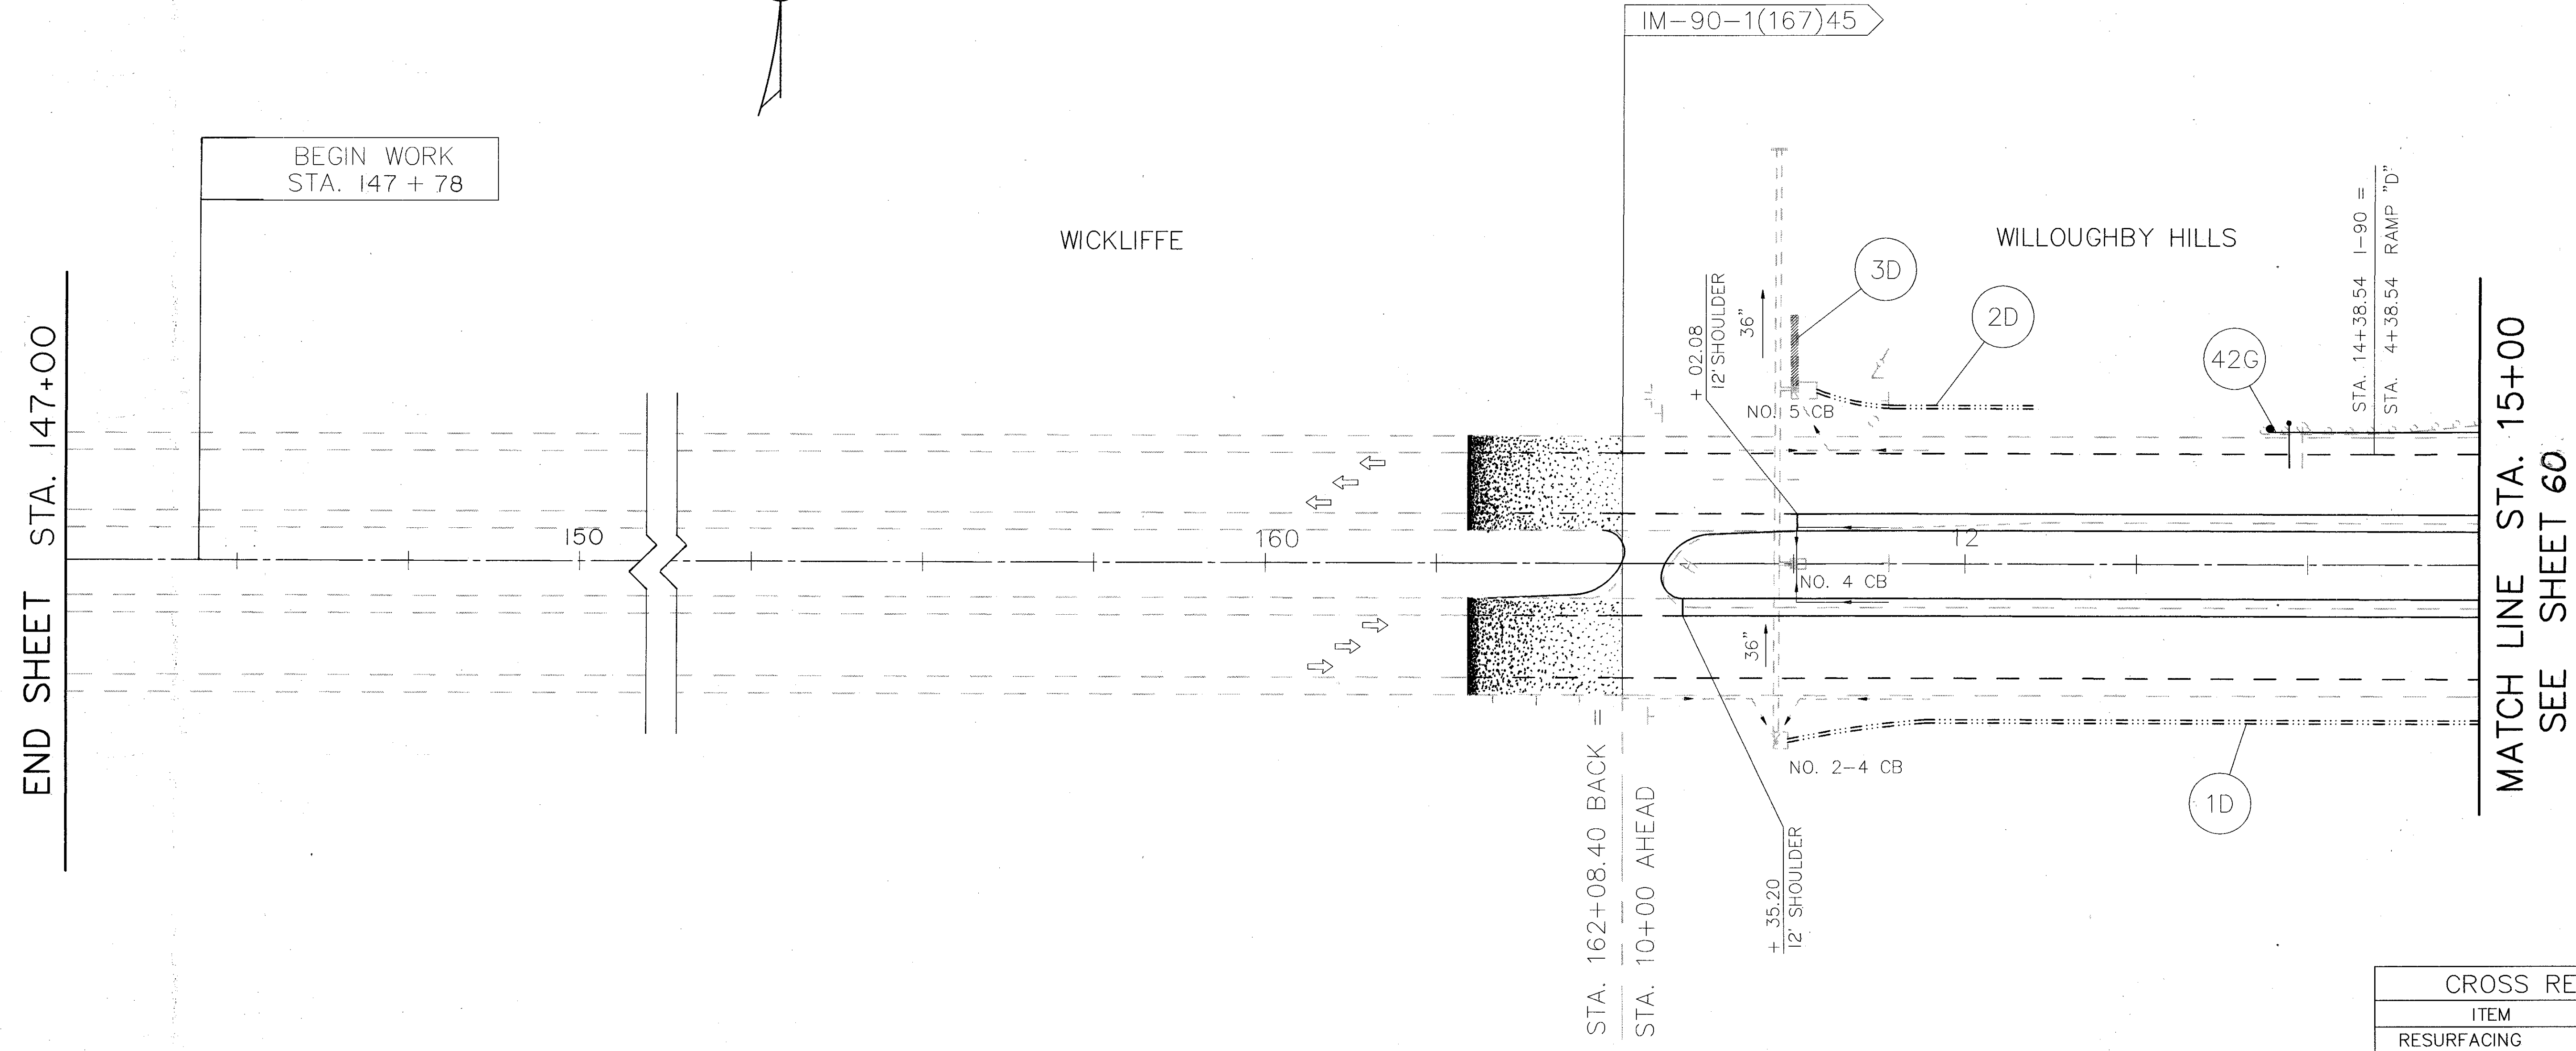 IM-90-1(167)45
BEGIN WORK
STA. 147 + 78
WICKLIFFE
WILLOUGHBY HILLS
3D
2D
42G
1D
+ 02.08
12' SHOULDER
36"
NO. 5 CB
STA. 14+38.54 I-90 =
STA. 4+38.54 RAMP "D"
END SHEET STA. 147+00
150
160
12
NO. 4 CB
36"
NO. 2-4 CB
+ 35.20
12' SHOULDER
STA. 162+08.40 BACK =
STA. 10+00 AHEAD
MATCH LINE STA. 15+00
SEE SHEET 60
CROSS RE
ITEM
RESURFACING